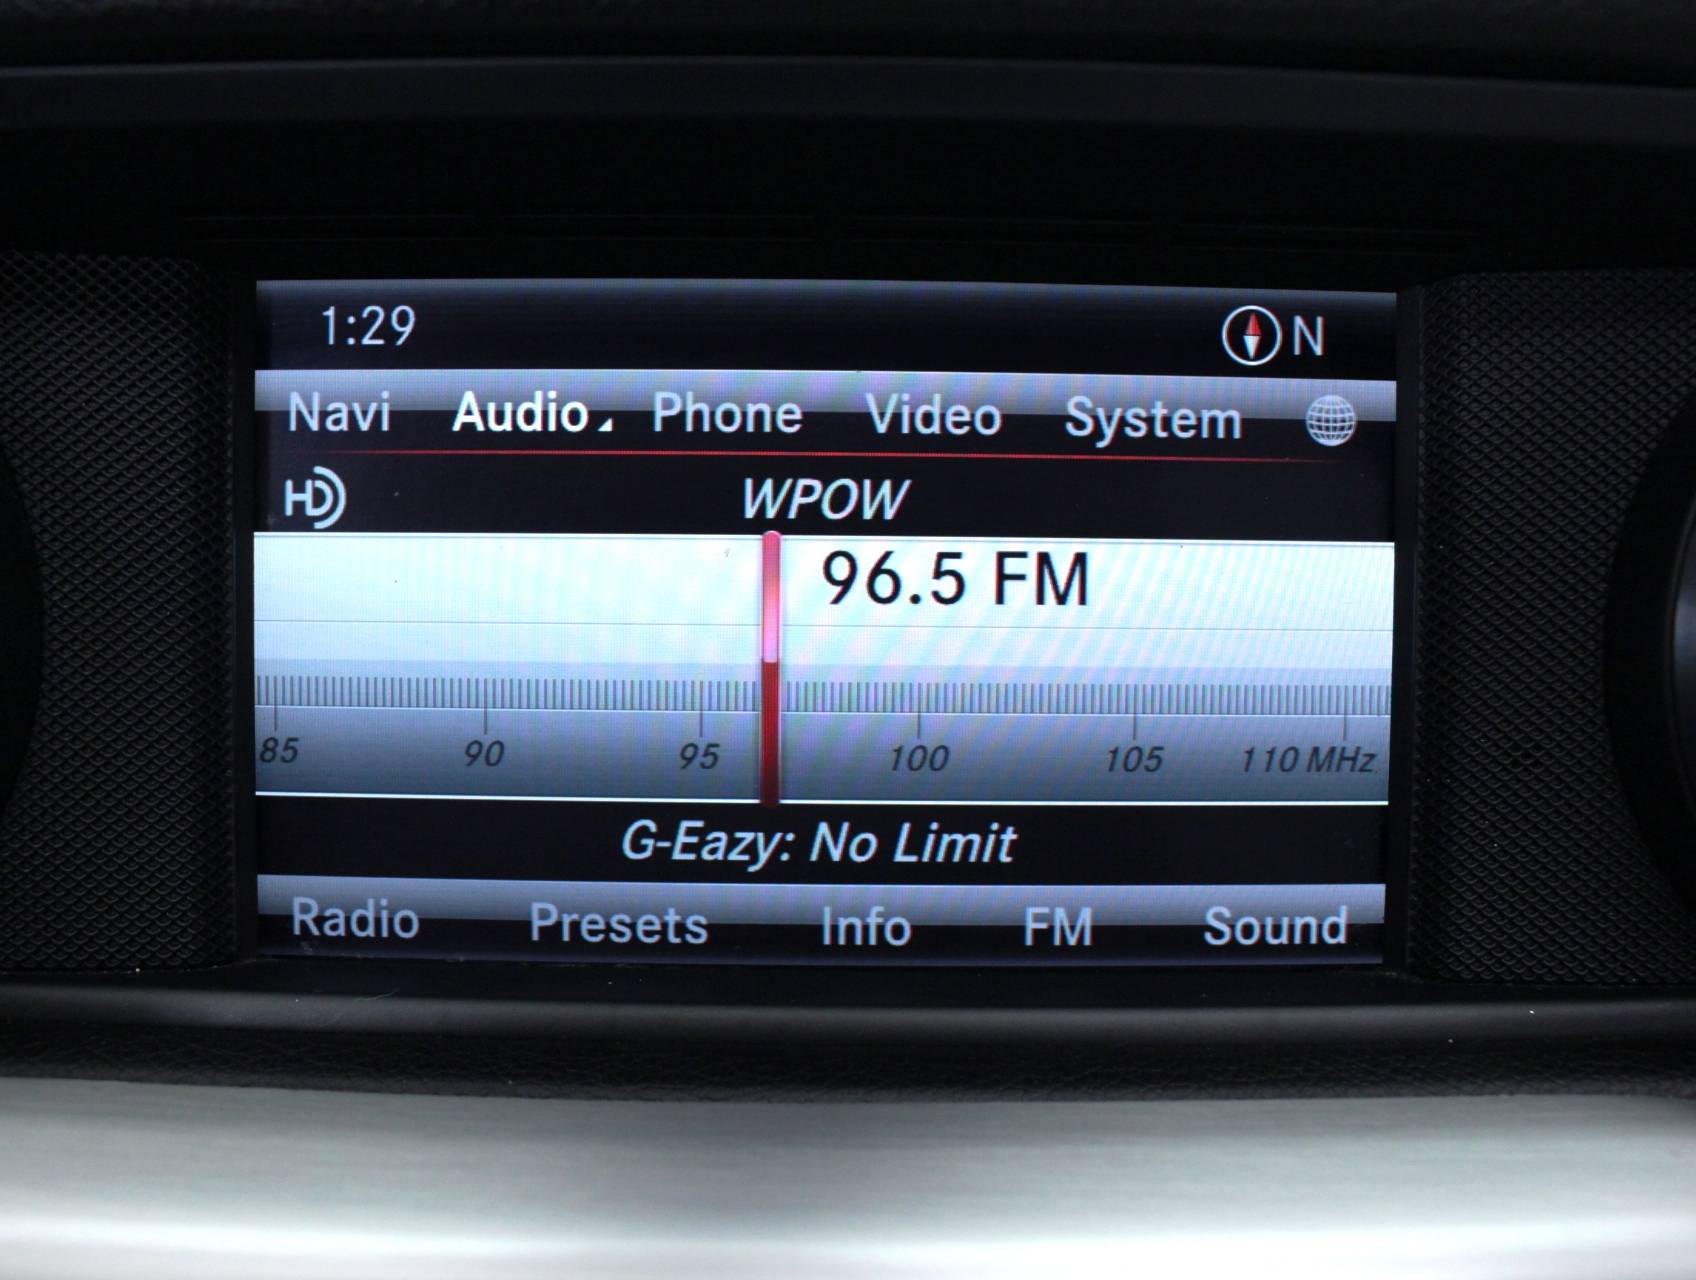 1:29 N
Navi Audio Phone Video System
HD WPOW
96.5 FM
85 90 95 100 105 110 MHz
G-Eazy: No Limit
Radio Presets Info FM Sound